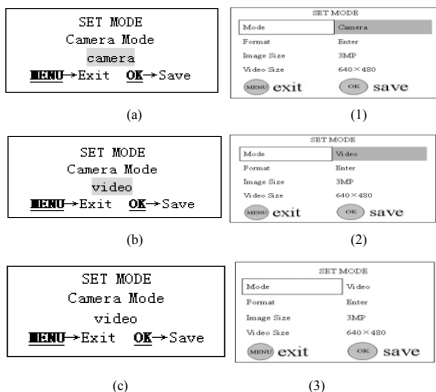 SET MODE
Camera Mode
camera
MENU→Exit OK→Save
(a)
SET MODE
Mode Camera
Format Enter
Image Size 3MP
Video Size 640×480
MENU exit OK save
(1)
SET MODE
Camera Mode
video
MENU→Exit OK→Save
(b)
SET MODE
Mode Video
Format Enter
Image Size 3MP
Video Size 640×480
MENU exit OK save
(2)
SET MODE
Camera Mode
video
MENU→Exit OK→Save
(c)
SET MODE
Mode Video
Format Enter
Image Size 3MP
Video Size 640×480
MENU exit OK save
(3)